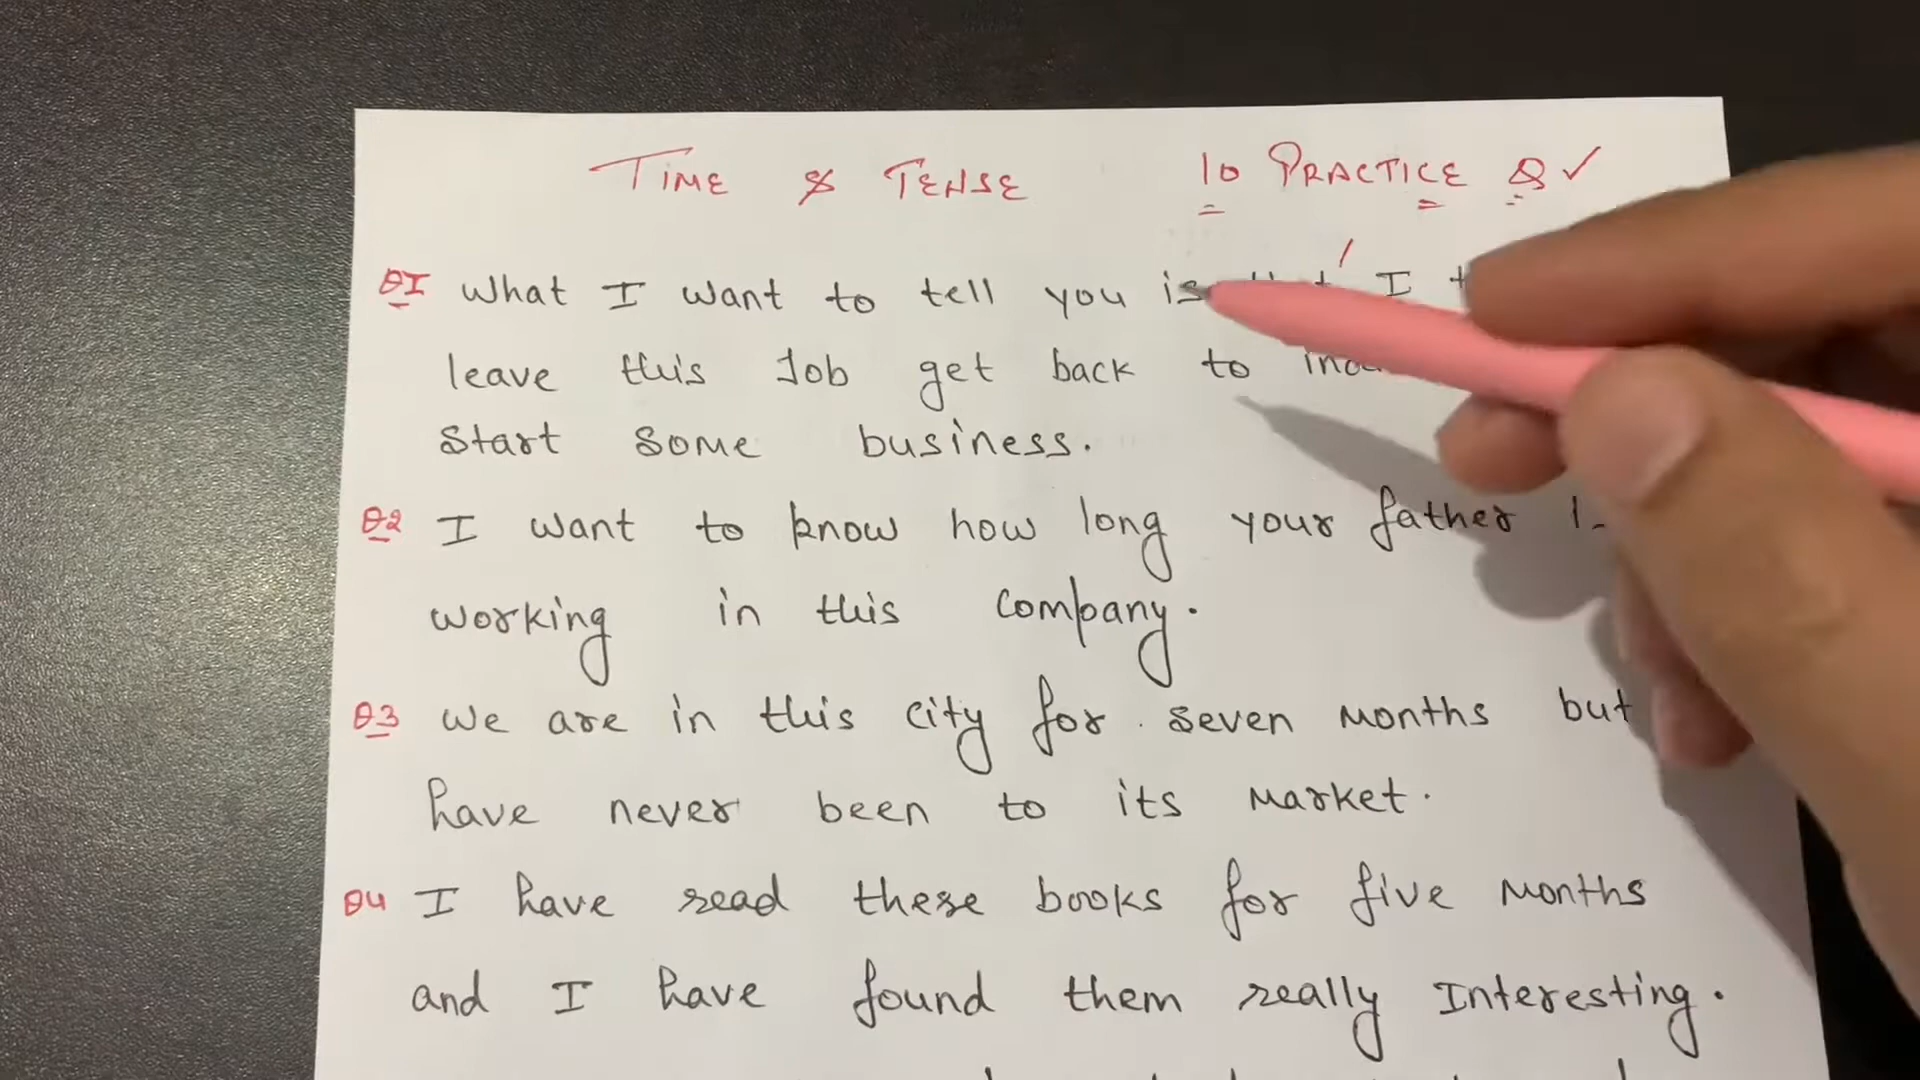 TIME & TENSE 10 PRACTICE Q ✓
Q1 What I want to tell you is I
leave this Job get back to
start some business.
Q2 I want to know how long your father
working in this company.
Q3 We are in this city for seven months but
have never been to its market.
Q4 I have read these books for five months
and I have found them really Interesting.